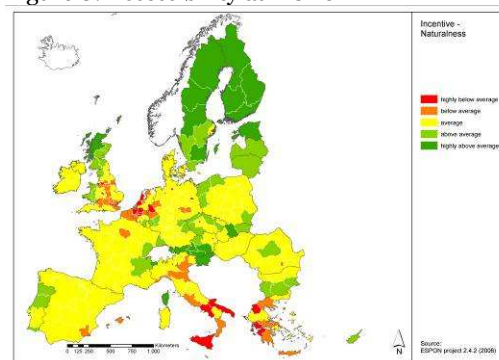 Incentive -
Naturalness
highly below average
below average
average
above average
highly above average
Kilometers
0 125 250 500 750 1.000
N
Source:
ESPON project 2.4.2 (2006)